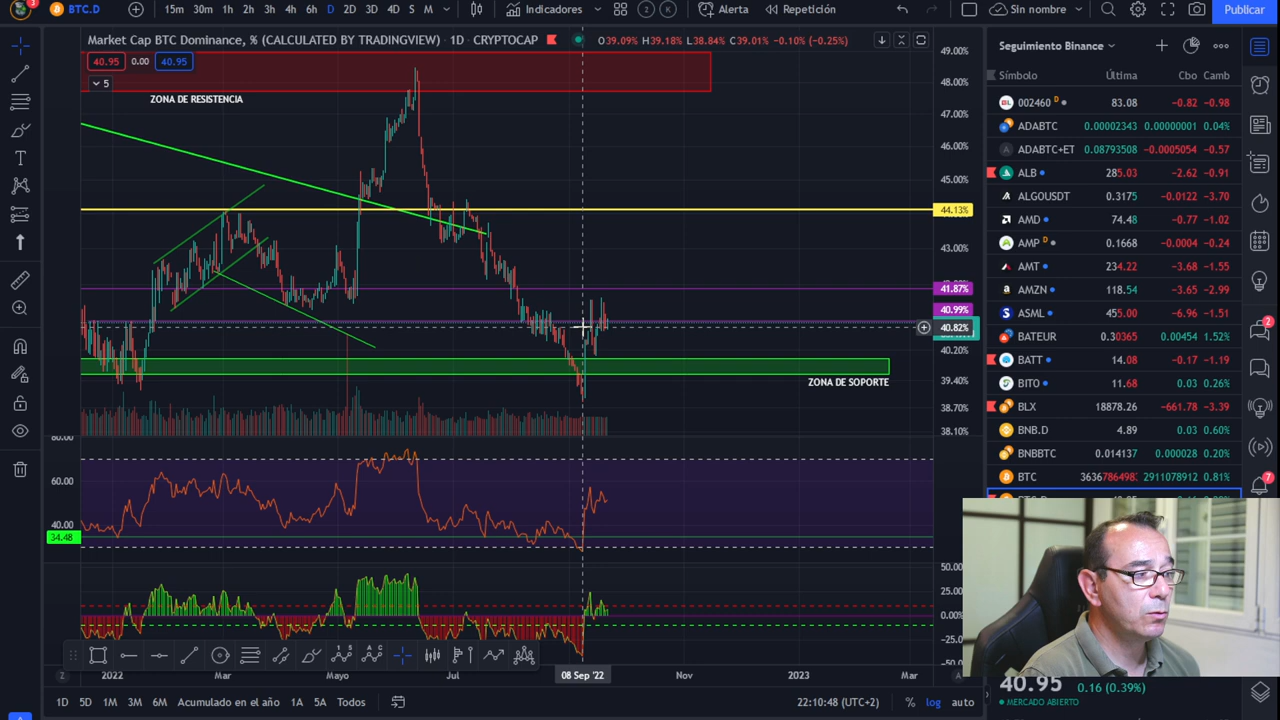 3
BTC.D
15m 30m 1h 2h 3h 4h 6h D 2D 3D 4D S M
Indicadores
2 K
Alerta
Repetición
Sin nombre
Publicar
Market Cap BTC Dominance, % (CALCULATED BY TRADINGVIEW) · 1D · CRYPTOCAP
O39.09% H39.18% L38.84% C39.01% −0.10% (−0.25%)
40.95 0.00 40.95
5
ZONA DE RESISTENCIA
ZONA DE SOPORTE
49.00%
48.00%
47.00%
46.00%
45.00%
44.13%
43.00%
41.87%
40.99%
40.82%
40.20%
39.40%
38.70%
38.10%
80.00
60.00
40.00
34.48
50.00
25.00
0.00%
−25.0
−50.0
2022 Mar Mayo Jul 08 Sep '22 Nov 2023 Mar
Z
A
1D 5D 1M 3M 6M Acumulado en el año 1A 5A Todos
22:10:48 (UTC+2)
% log auto
Seguimiento Binance
Símbolo Última Cbo Camb
002460 D 83.08 −0.82 −0.98
ADABTC 0.00002343 0.00000001 0.04%
ADABTC+ET 0.08793508 −0.0005054 −0.57
ALB 285.03 −2.62 −0.91
ALGOUSDT 0.3175 −0.0122 −3.70
AMD 74.48 −0.77 −1.02
AMP D 0.1668 −0.0004 −0.24
AMT 234.22 −3.68 −1.55
AMZN 118.54 −3.65 −2.99
ASML 455.00 −6.96 −1.51
BATEUR 0.30365 0.00454 1.52%
BATT 14.08 −0.17 −1.19
BITO 11.68 0.03 0.26%
BLX 18878.26 −661.78 −3.39
BNB.D 4.89 0.03 0.60%
BNBBTC 0.014137 0.000028 0.20%
BTC 3636786498 2911078912 0.81%
40.95 0.16 (0.39%)
MERCADO ABIERTO
2
7